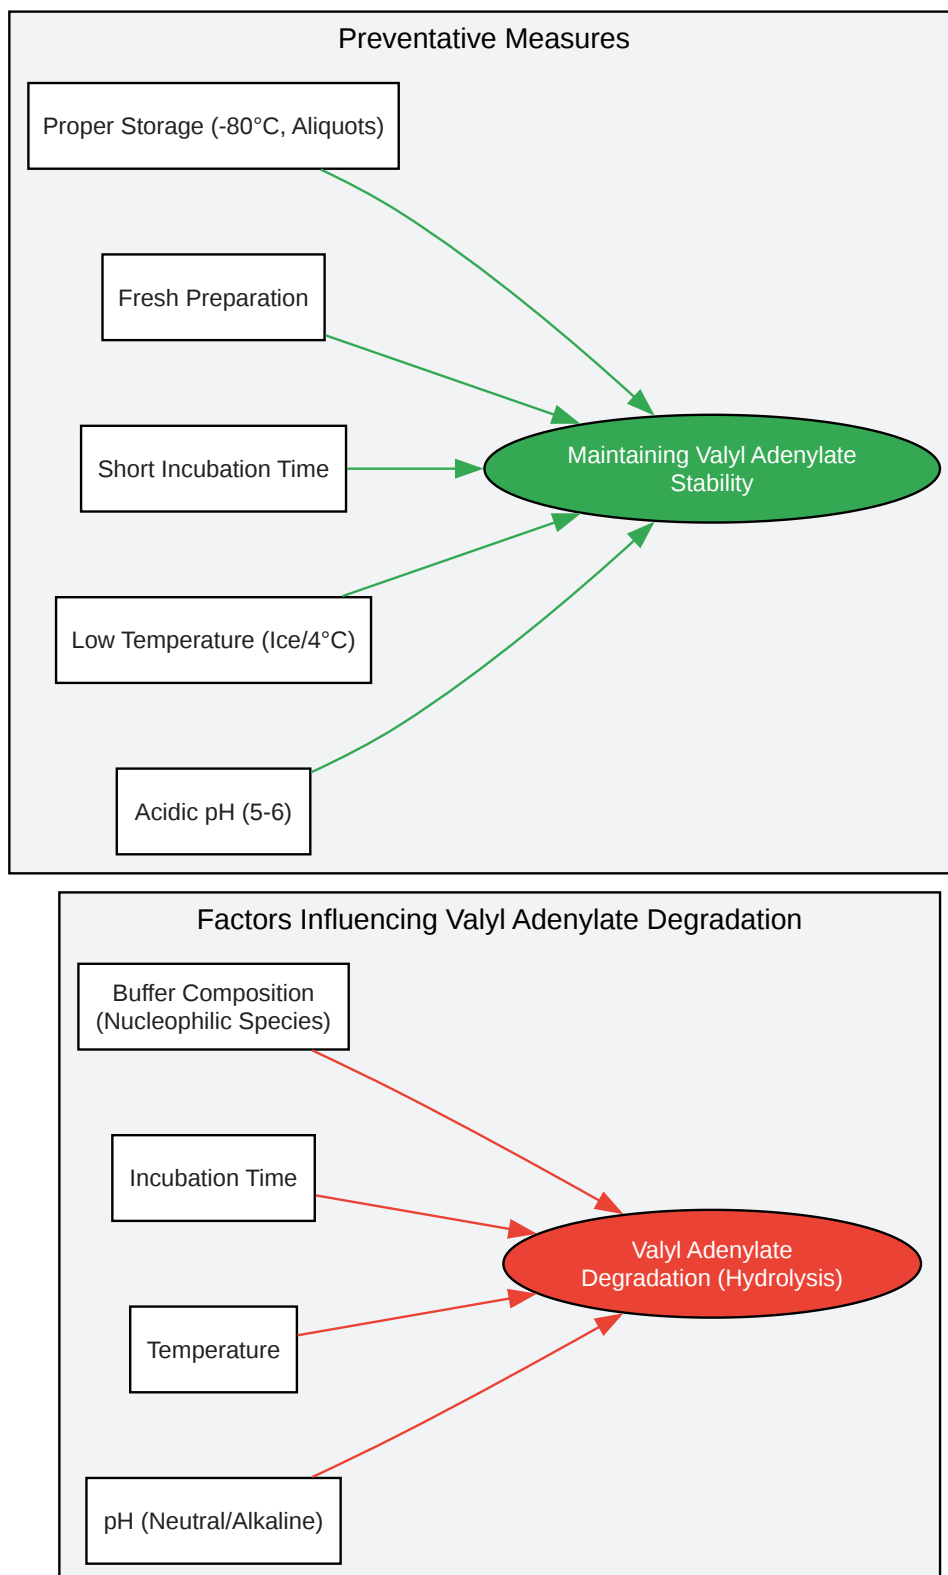 Preventative Measures
Proper Storage (-80°C, Aliquots)
Fresh Preparation
Short Incubation Time
Low Temperature (Ice/4°C)
Acidic pH (5-6)
Maintaining Valyl Adenylate
Stability
Factors Influencing Valyl Adenylate Degradation
Buffer Composition
(Nucleophilic Species)
Incubation Time
Temperature
pH (Neutral/Alkaline)
Valyl Adenylate
Degradation (Hydrolysis)